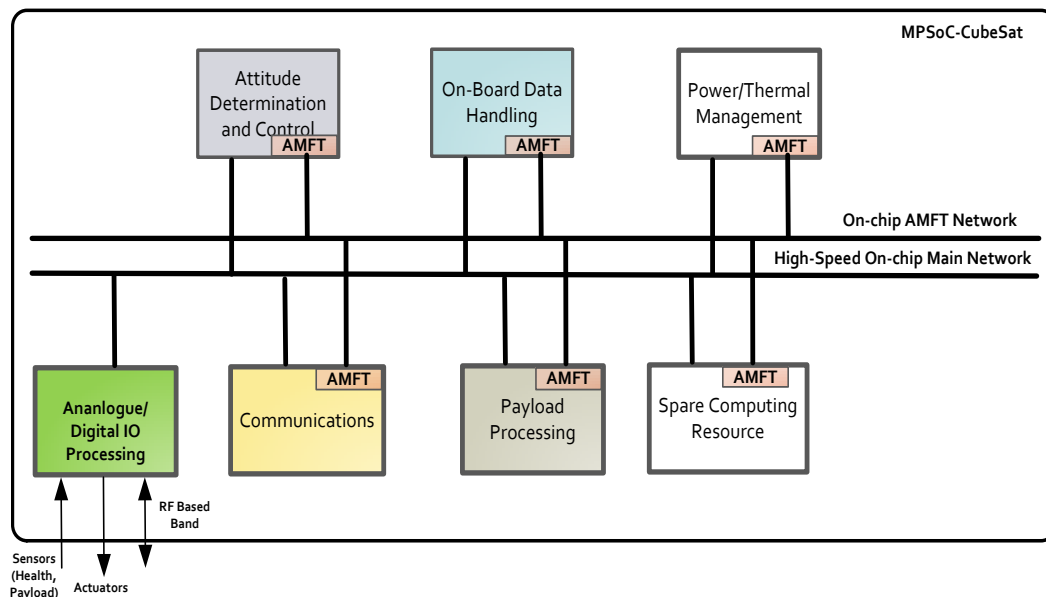 MPSoC-CubeSat
Attitude
Determination
and Control
AMFT
On-Board Data
Handling
AMFT
Power/Thermal
Management
AMFT
On-chip AMFT Network
High-Speed On-chip Main Network
Ananlogue/
Digital IO
Processing
AMFT
Communications
AMFT
Payload
Processing
AMFT
Spare Computing
Resource
RF Based
Band
Sensors
(Health,
Payload)
Actuators